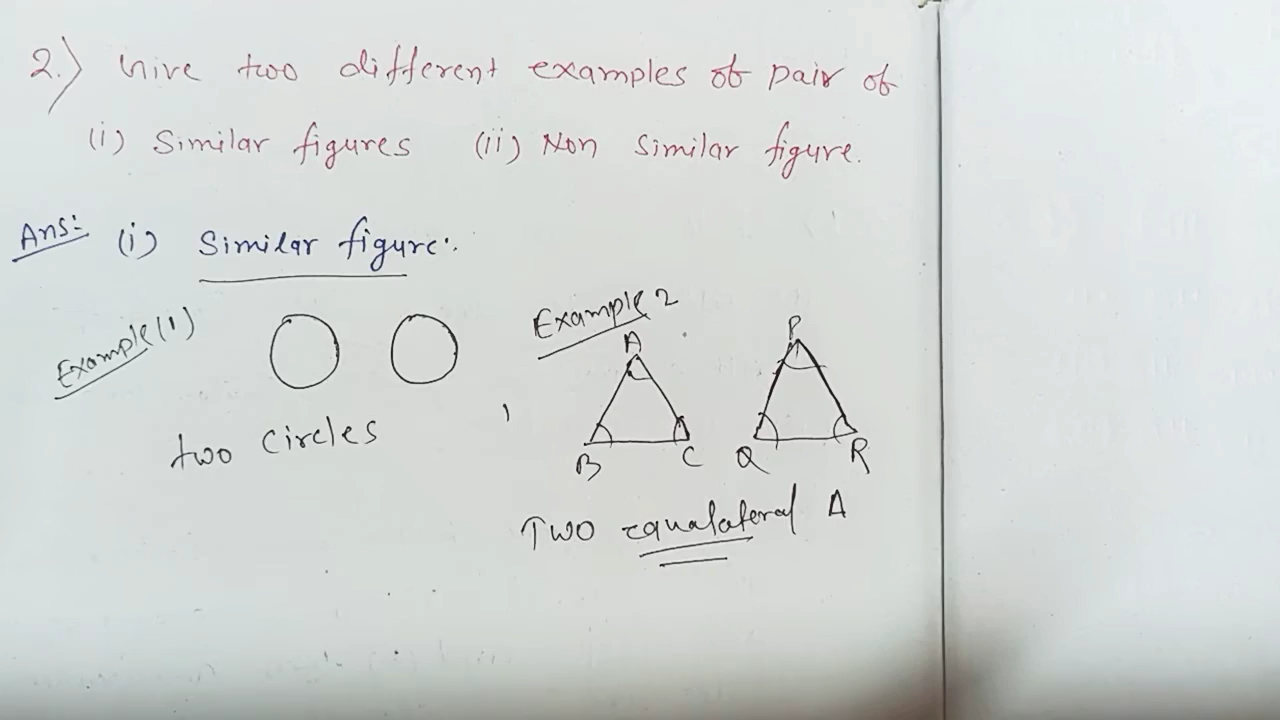 2.) Give two different examples of pair of
(i) Similar figures (ii) Non Similar figure.
Ans: (i) Similar figure:.
Example (1)
two circles
Example 2
A
B C
P
Q R
Two equalateral Δ